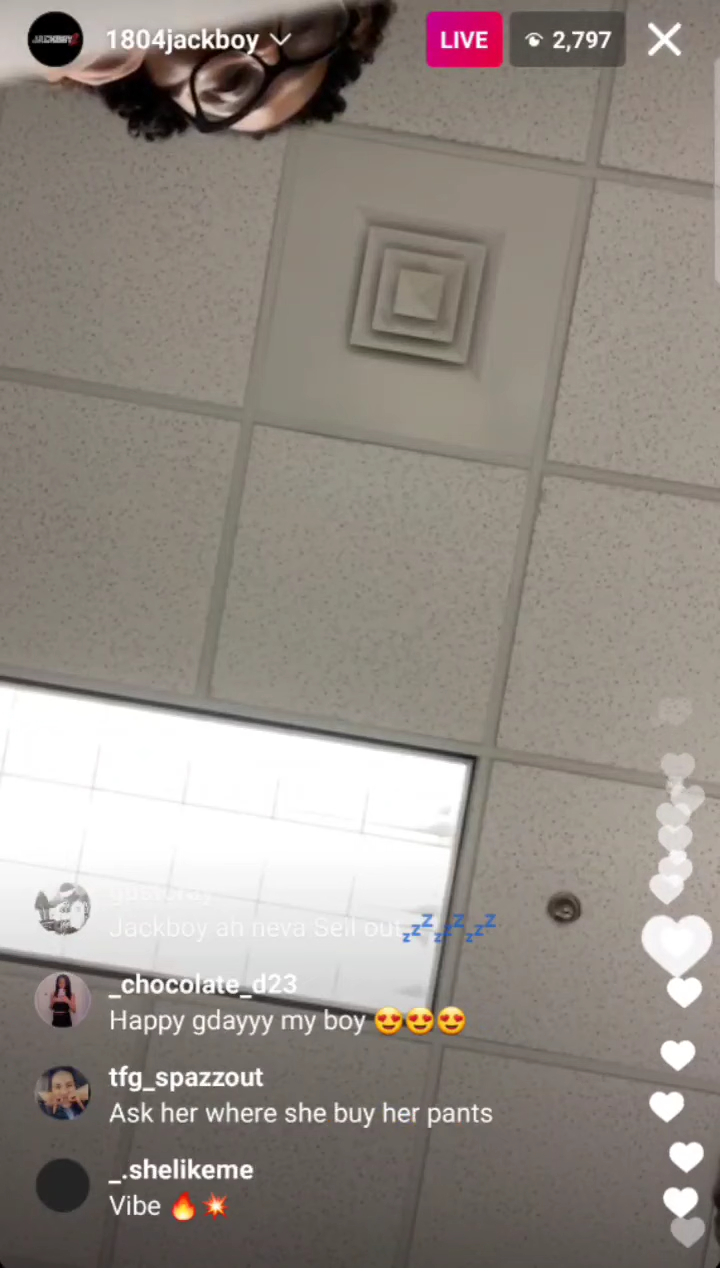 1804jackboy
LIVE
2,797
Jackboy ah neva Sell out
_chocolate_d23
Happy gdayyy my boy 😍😍😍
tfg_spazzout
Ask her where she buy her pants
_.shelikeme
Vibe 🔥💥